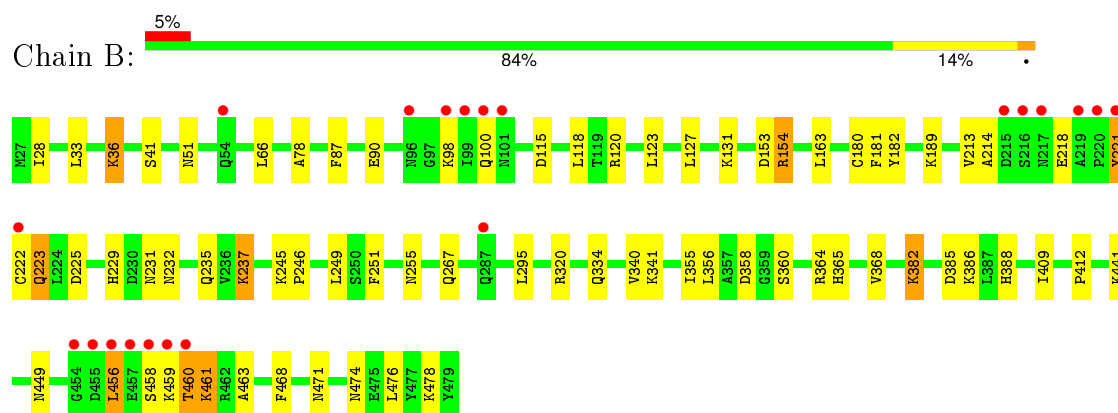 5%
Chain B:
84% 14% •
M27 I28 L33 K36 S41 N51 Q54 L66 A78 F87 E90 N96 G97 K98 I99 Q100 N101 D115 L118 T119 R120 L123 L127 K131 D153 R154 L163 C180 F181 Y182 K189 V213 A214 D215 S216 N217 E218 A219 P220
C222 Q223 L224 D225 H229 D230 N231 N232 Q235 V236 K237 K245 P246 L249 S250 F251 N255 Q267 Q287 L295 R320 Q334 V340 K341 I355 L356 A357 D358 G359 S360 R364 H365 V368 K382 D385 K386 L387 H388 I409 P412 K441
N449 G454 D455 L456 E457 S458 K459 T460 K461 R462 A463 F468 N471 N474 E475 L476 Y477 K478 Y479